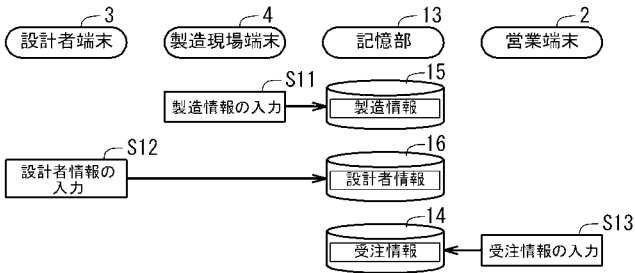 3
4
13
2
設計者端末
製造現場端末
記憶部
営業端末
S11
15
製造情報の入力
製造情報
S12
16
設計者情報の
入力
設計者情報
14
S13
受注情報
受注情報の入力